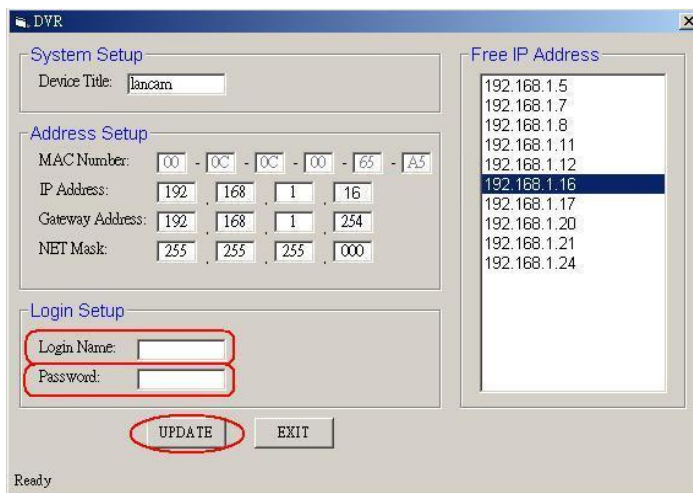 DVR
System Setup
Device Title: lancam
Address Setup
MAC Number: 00 - 0C - 0C - 00 - 65 - A5
IP Address: 192 . 168 . 1 . 16
Gateway Address: 192 . 168 . 1 . 254
NET Mask: 255 . 255 . 255 . 000
Login Setup
Login Name:
Password:
UPDATE EXIT
Ready
Free IP Address
192.168.1.5
192.168.1.7
192.168.1.8
192.168.1.11
192.168.1.12
192.168.1.16
192.168.1.17
192.168.1.20
192.168.1.21
192.168.1.24